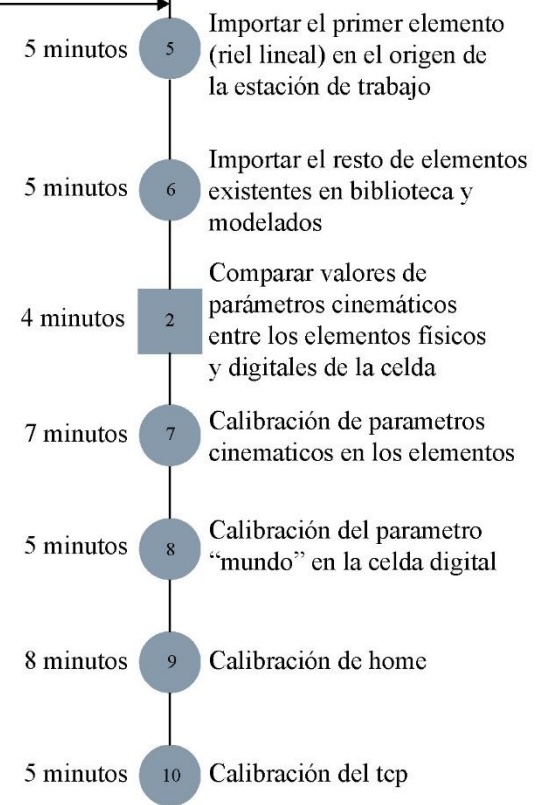 5 minutos
5
Importar el primer elemento
(riel lineal) en el origen de
la estación de trabajo
5 minutos
6
Importar el resto de elementos
existentes en biblioteca y
modelados
4 minutos
2
Comparar valores de
parámetros cinemáticos
entre los elementos físicos
y digitales de la celda
7 minutos
7
Calibración de parametros
cinematicos en los elementos
5 minutos
8
Calibración del parametro
“mundo” en la celda digital
8 minutos
9
Calibración de home
5 minutos
10
Calibración del tcp